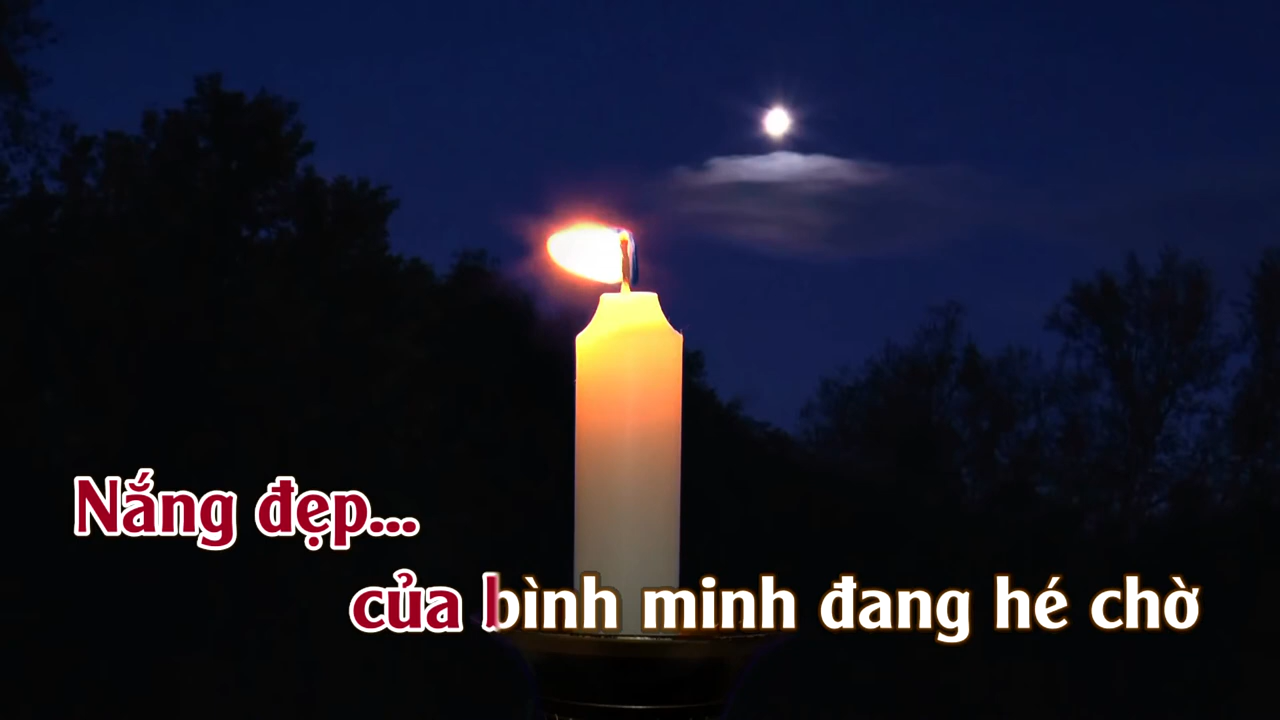 Nắng đẹp...
của bình minh đang hé chờ